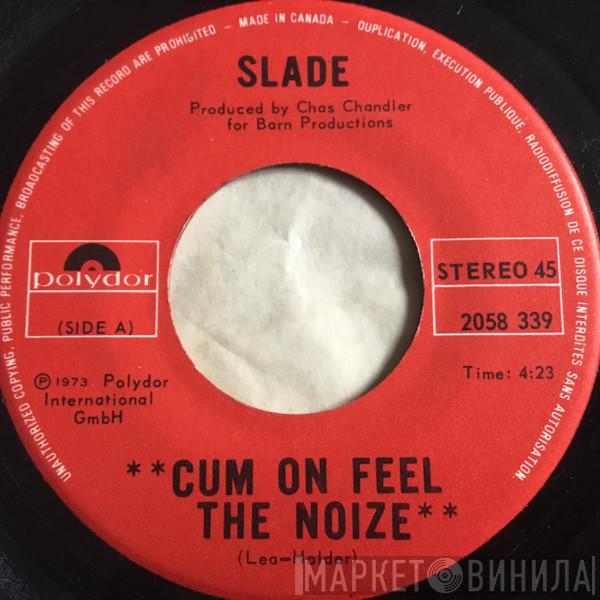 UNAUTHORIZED COPYING, PUBLIC PERFORMANCE, BROADCASTING OF THIS RECORD ARE PROHIBITED - MADE IN CANADA - DUPLICATION, EXECUTION PUBLIQUE, RADIODIFFUSION DE CE DISQUE INTERDITES SANS AUTORISATION.
SLADE
Produced by Chas Chandler
for Barn Productions
polydor
(SIDE A)
STEREO 45
2058 339
℗ 1973 Polydor
International
GmbH
Time: 4:23
**CUM ON FEEL
THE NOIZE**
(Lea-Holder)
МАРКЕТ ВИНИЛА